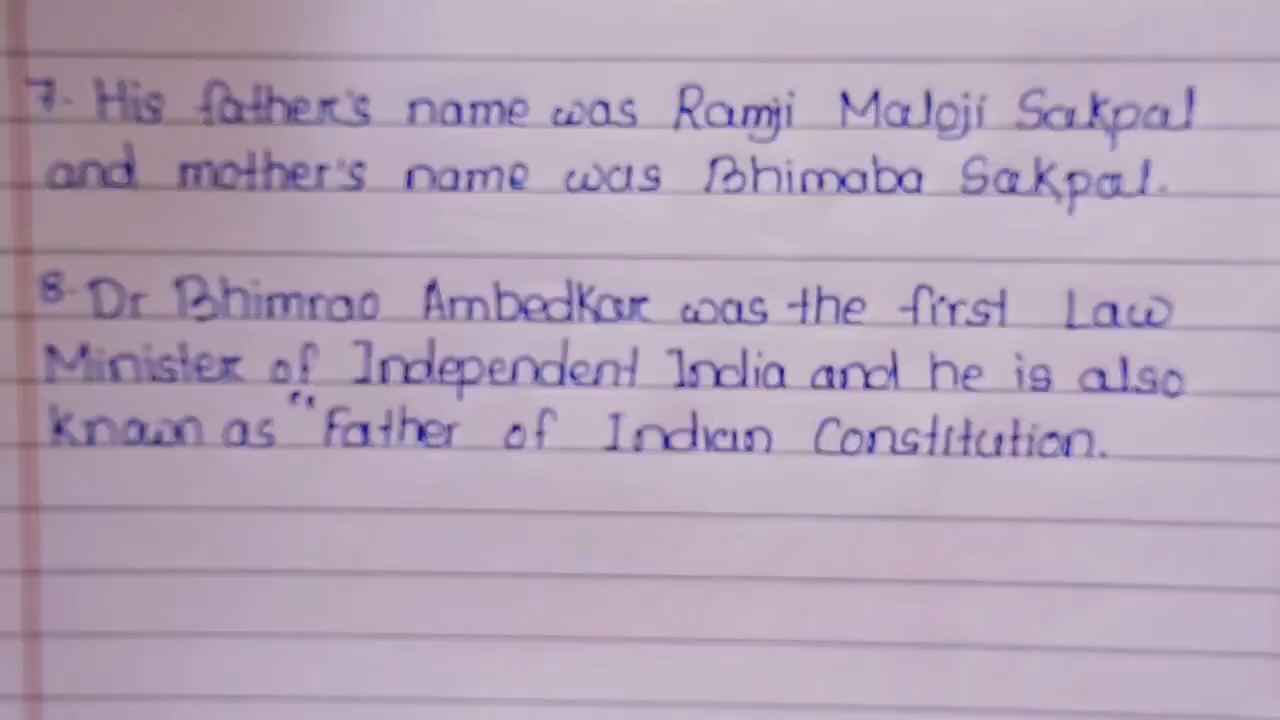 7. His father's name was Ramji Maloji Sakpal
and mother's name was Bhimaba Sakpal.
8. Dr Bhimrao Ambedkar was the first Law
Minister of Independent India and he is also
known as "Father of Indian Constitution.